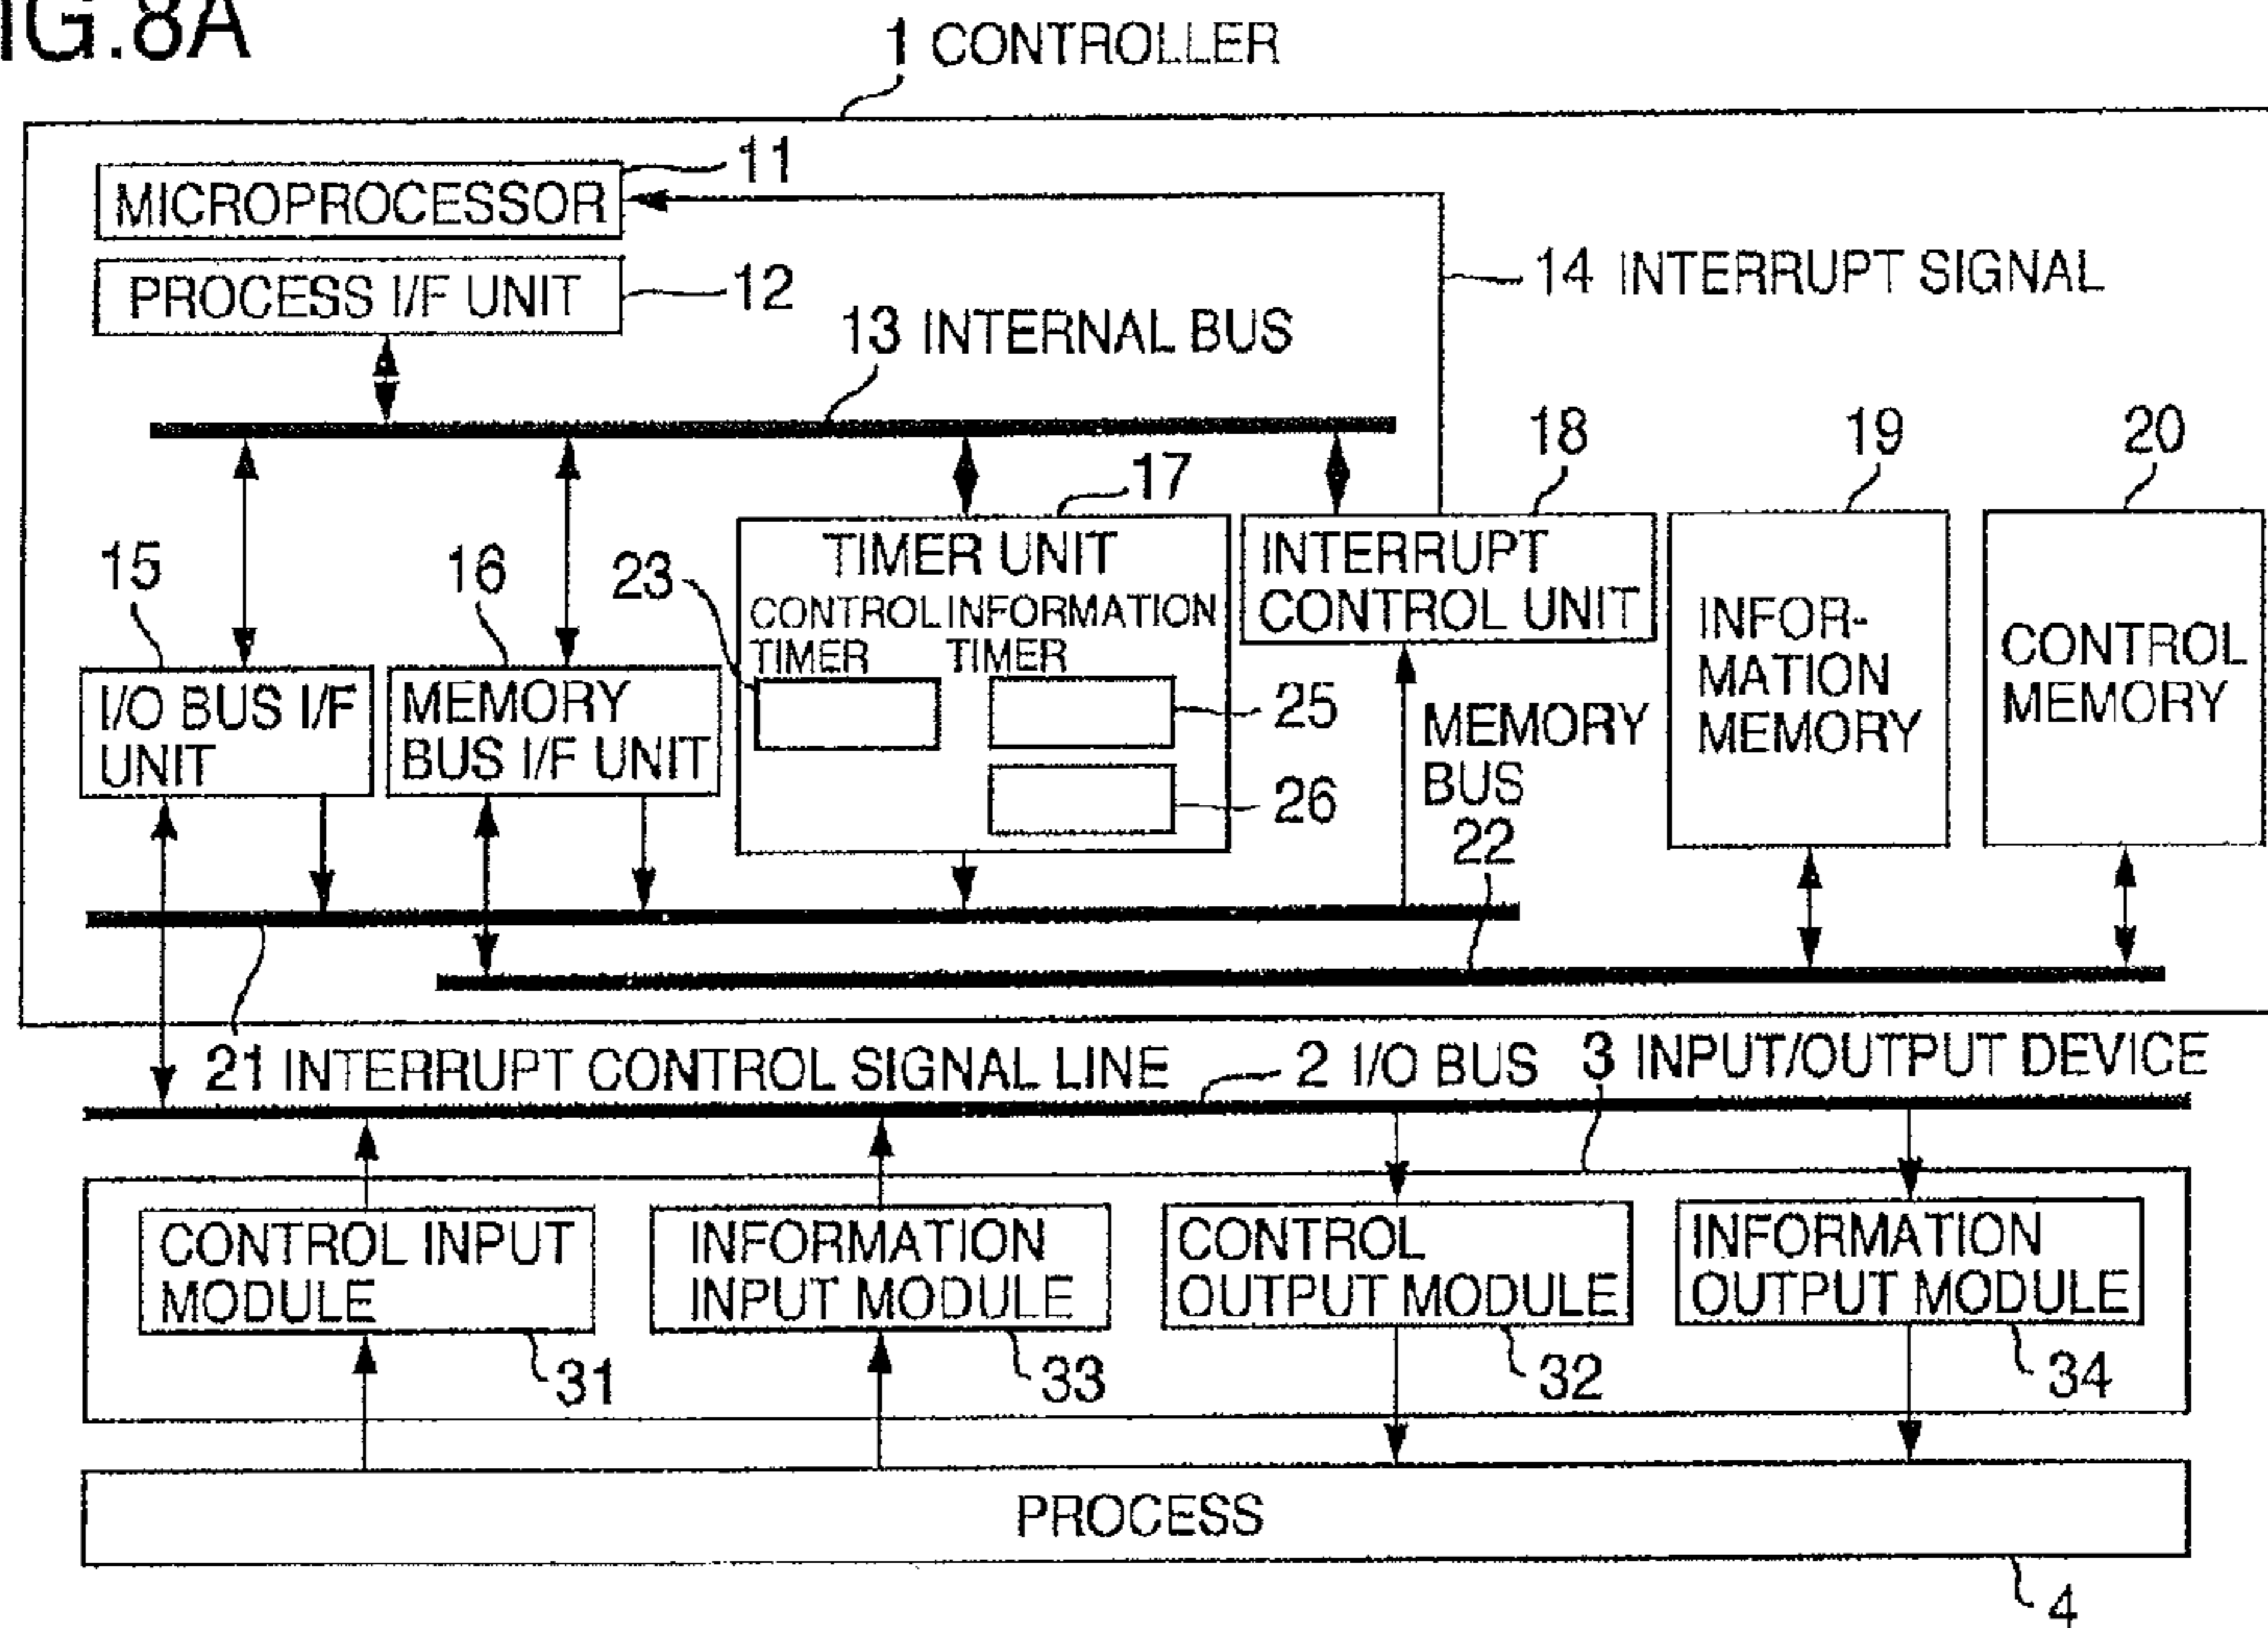 IG.8A
1 CONTROLLER
11
MICROPROCESSOR
PROCESS I/F UNIT
12
14 INTERRUPT SIGNAL
13 INTERNAL BUS
18
19
20
17
15
16
23
TIMER UNIT
CONTROL INFORMATION
TIMER TIMER
INTERRUPT
CONTROL UNIT
INFOR-
MATION
MEMORY
CONTROL
MEMORY
I/O BUS I/F
UNIT
MEMORY
BUS I/F UNIT
25
26
MEMORY
BUS
22
21 INTERRUPT CONTROL SIGNAL LINE
2 I/O BUS
3 INPUT/OUTPUT DEVICE
CONTROL INPUT
MODULE
INFORMATION
INPUT MODULE
CONTROL
OUTPUT MODULE
INFORMATION
OUTPUT MODULE
31
33
32
34
PROCESS
4